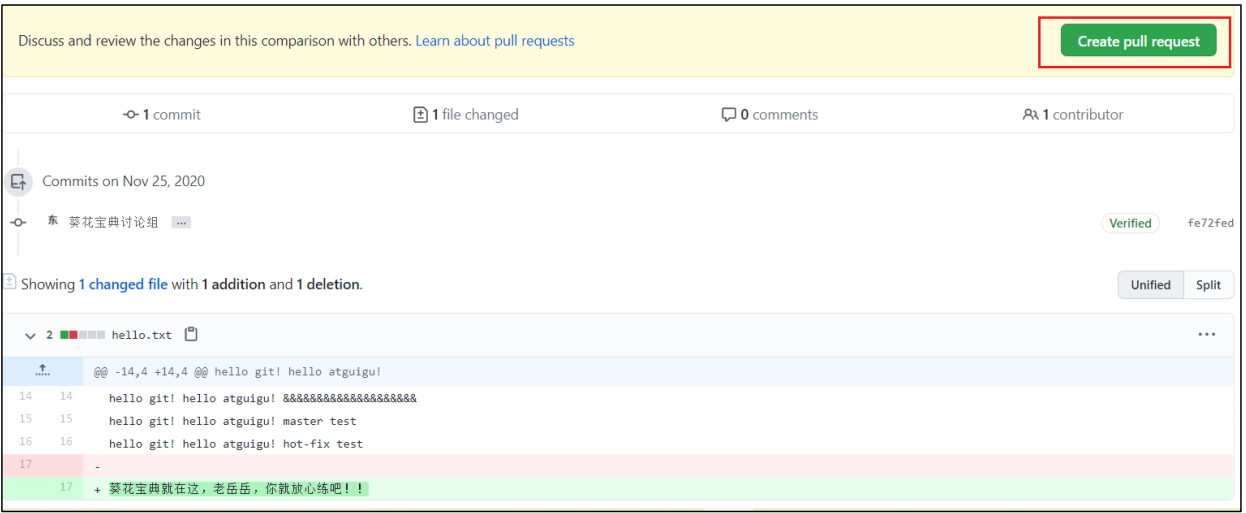 Discuss and review the changes in this comparison with others. Learn about pull requests
Create pull request
1 commit
1 file changed
0 comments
1 contributor
Commits on Nov 25, 2020
东 葵花宝典讨论组 …
Verified fe72fed
Showing 1 changed file with 1 addition and 1 deletion.
Unified Split
2 hello.txt
@@ -14,4 +14,4 @@ hello git! hello atguigu!
14 14 hello git! hello atguigu! &&&&&&&&&&&&&&&&&&&&
15 15 hello git! hello atguigu! master test
16 16 hello git! hello atguigu! hot-fix test
17 -
17 + 葵花宝典就在这，老岳岳，你就放心练吧！！